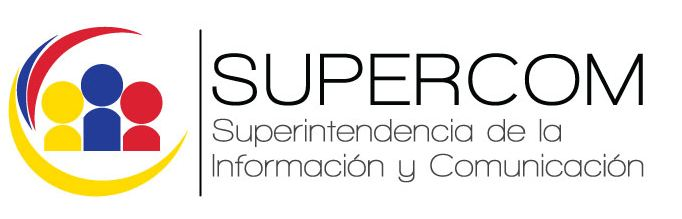 SUPERCOM
Superintendencia de la
Información y Comunicación